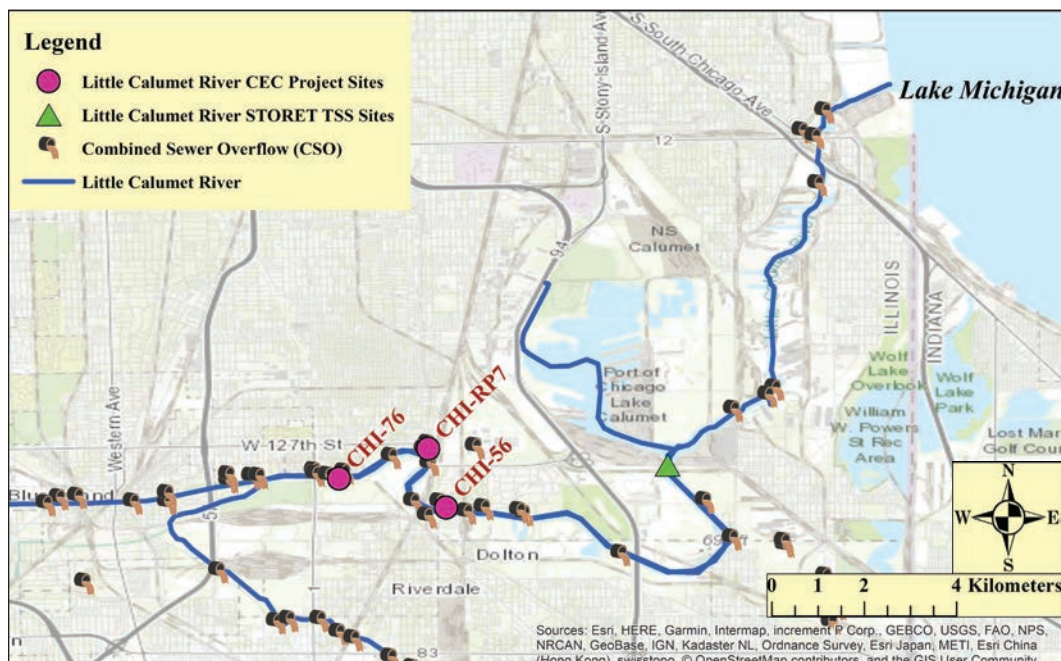 Legend
Little Calumet River CEC Project Sites
Little Calumet River STORET TSS Sites
Combined Sewer Overflow (CSO)
Little Calumet River
S South Chicago Ave
S Stony Island Ave
Lake Michigan
12
94
NS
Calumet
ILLINOIS
INDIANA
Port of
Chicago
Lake
Calumet
Wolf
Lake
Overlook
Wolf
Lake
Park
William
W. Powers
St Rec
Area
Lost Mar
Golf Cour
Western Ave
W 127th St
CHI-76
CHI-RP7
CHI-56
Dolton
Riverdale
5
1
83
n
N
W
E
S
0 1 2 4 Kilometers
Sources: Esri, HERE, Garmin, Intermap, increment P Corp., GEBCO, USGS, FAO, NPS,
NRCAN, GeoBase, IGN, Kadaster NL, Ordnance Survey, Esri Japan, METI, Esri China
(Hong Kong), swisstopo, © OpenStreetMap contributors, and the GIS User Community